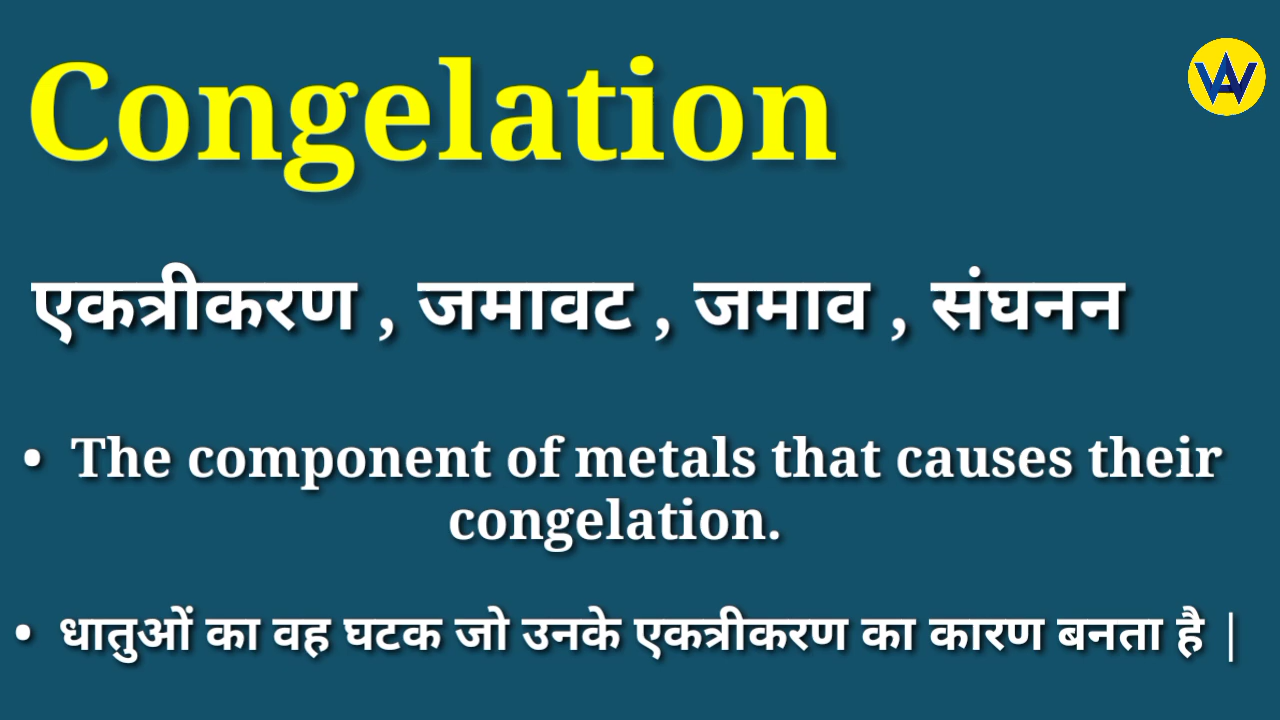 Congelation
एकत्रीकरण , जमावट , जमाव , संघनन
• The component of metals that causes their
congelation.
• धातुओं का वह घटक जो उनके एकत्रीकरण का कारण बनता है |